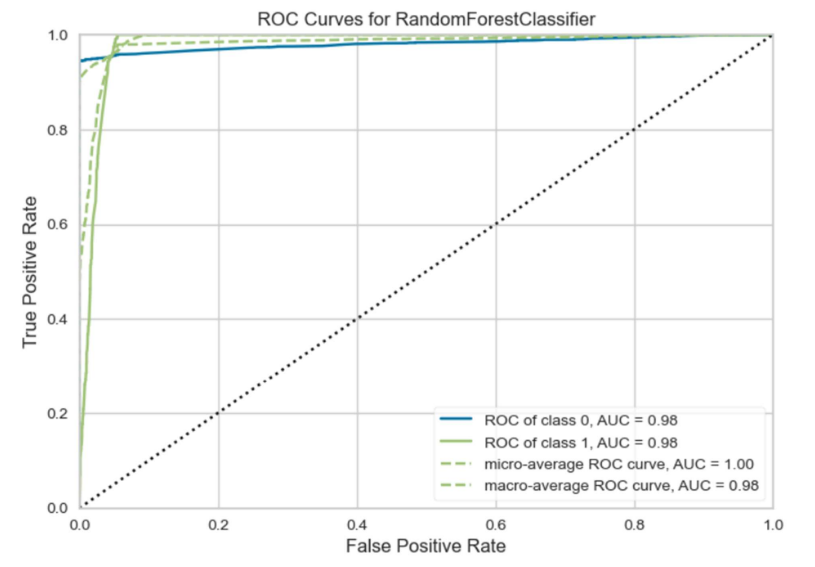 ROC Curves for RandomForestClassifier
1.0
0.8
0.6
0.4
0.2
0.0
True Positive Rate
ROC of class 0, AUC = 0.98
ROC of class 1, AUC = 0.98
micro-average ROC curve, AUC = 1.00
macro-average ROC curve, AUC = 0.98
0.0 0.2 0.4 0.6 0.8 1.0
False Positive Rate